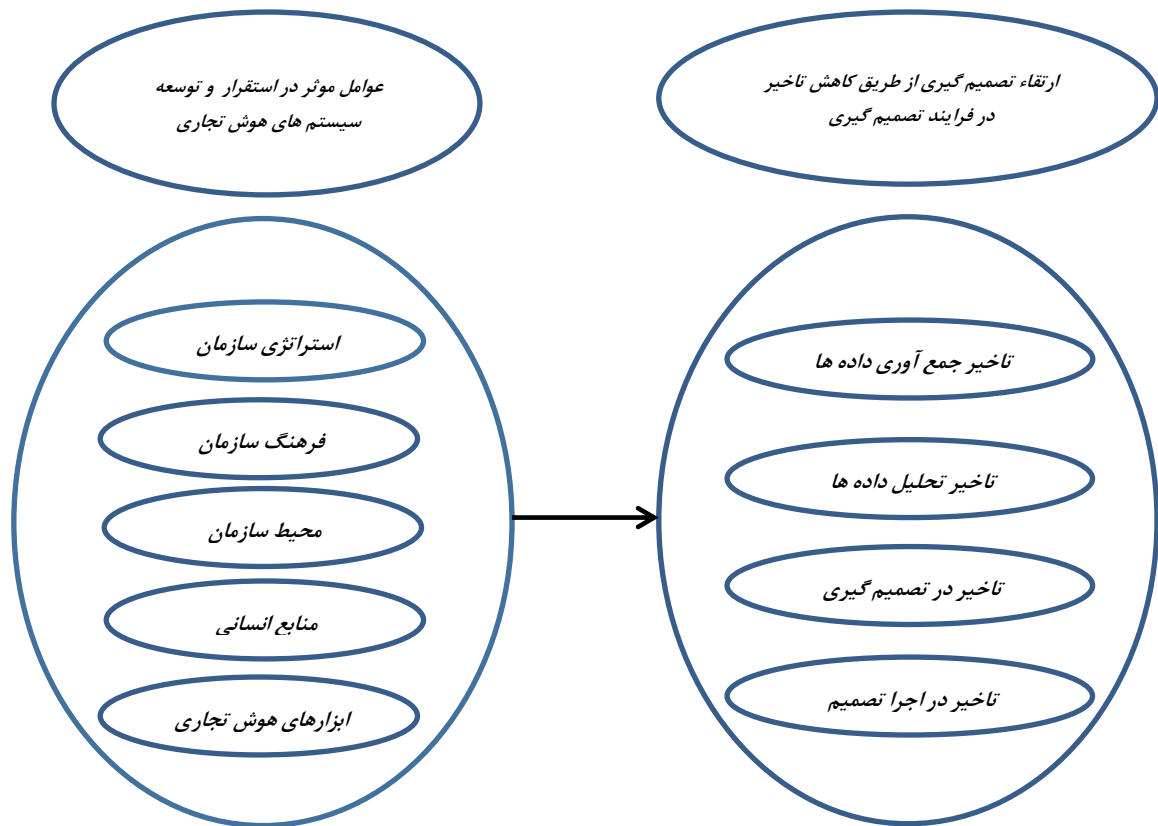 عوامل موثر در استقرار و توسعه
سیستم های هوش تجاری
استراتژی سازمان
فرهنگ سازمان
محیط سازمان
منابع انسانی
ابزارهای هوش تجاری
ارتقاء تصمیم گیری از طریق کاهش تاخیر
در فرایند تصمیم گیری
تاخیر جمع آوری داده ها
تاخیر تحلیل داده ها
تاخیر در تصمیم گیری
تاخیر در اجرا تصمیم